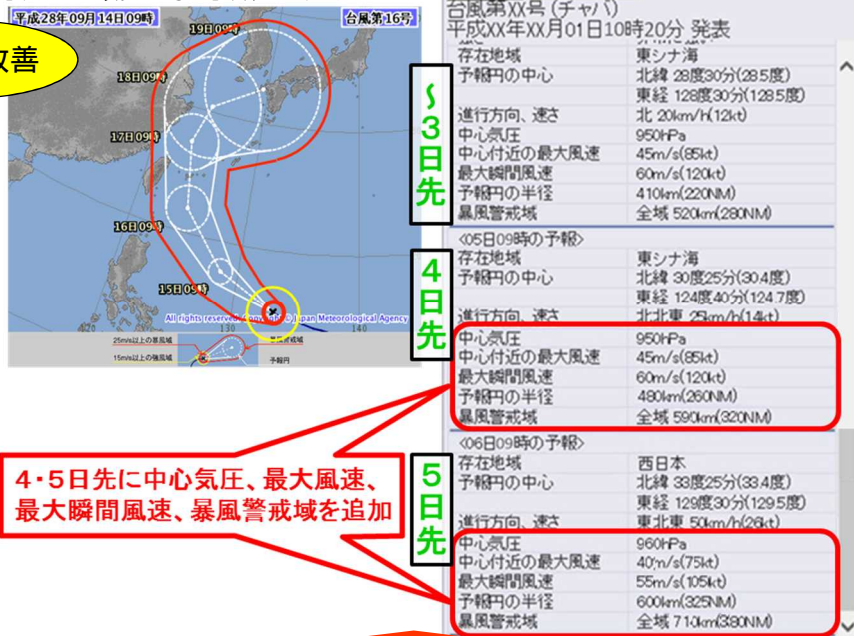 平成28年09月14日09時
台風第16号
改善
19日09時
18日09時
17日09時
16日09時
15日09時
All rights reserved. Copyright © Japan Meteorological Agency
120
130
140
25m/s以上の暴風域
暴風警戒域
15m/s以上の強風域
予報円
台風第XX号 (チャバ)
平成XX年XX月01日10時20分 発表
~3日先
存在地域 東シナ海
予報円の中心 北緯 28度30分(28.5度)
東経 128度30分(128.5度)
進行方向、速さ 北 20km/h(12kt)
中心気圧 950hPa
中心付近の最大風速 45m/s(85kt)
最大瞬間風速 60m/s(120kt)
予報円の半径 410km(220NM)
暴風警戒域 全域 520km(280NM)
4日先
<05日09時の予報>
存在地域 東シナ海
予報円の中心 北緯 30度25分(30.4度)
東経 124度40分(124.7度)
進行方向、速さ 北北東 25km/h(14kt)
中心気圧 950hPa
中心付近の最大風速 45m/s(85kt)
最大瞬間風速 60m/s(120kt)
予報円の半径 480km(260NM)
暴風警戒域 全域 590km(320NM)
5日先
<06日09時の予報>
存在地域 西日本
予報円の中心 北緯 33度25分(33.4度)
東経 129度30分(129.5度)
進行方向、速さ 東北東 50km/h(26kt)
中心気圧 960hPa
中心付近の最大風速 40m/s(75kt)
最大瞬間風速 55m/s(105kt)
予報円の半径 600km(325NM)
暴風警戒域 全域 710km(380NM)
4・5日先に中心気圧、最大風速、
最大瞬間風速、暴風警戒域を追加